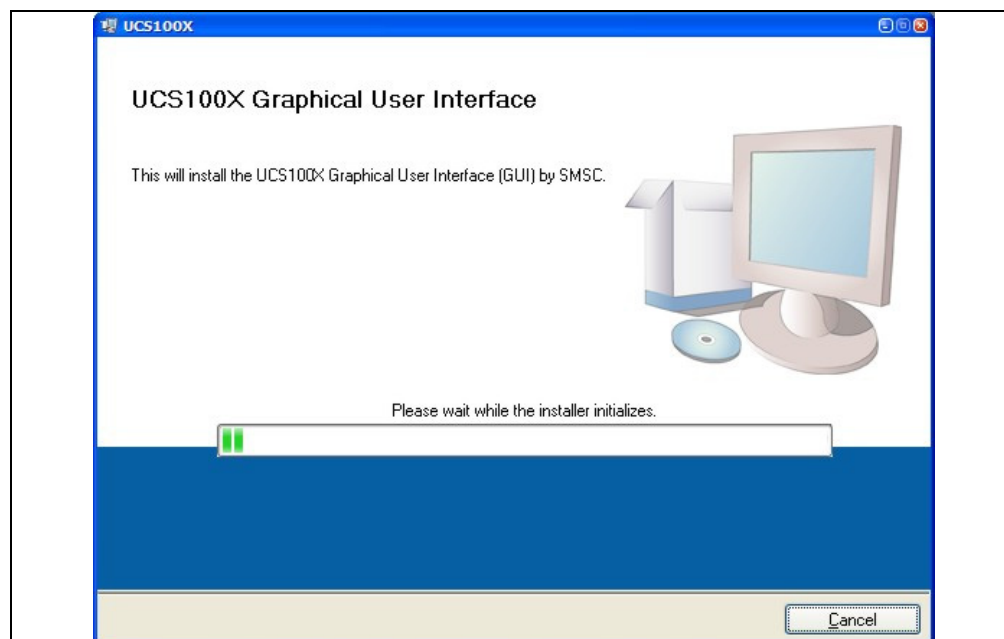 UCS100X
UCS100X Graphical User Interface
This will install the UCS100X Graphical User Interface (GUI) by SMSC.
Please wait while the installer initializes.
Cancel